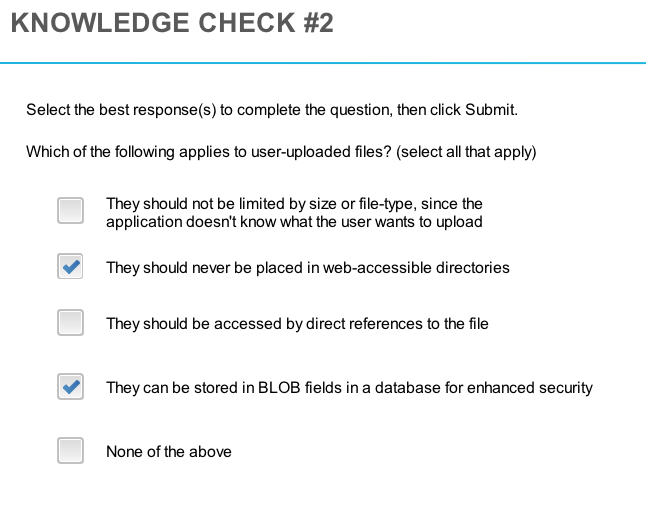 KNOWLEDGE CHECK #2
Select the best response(s) to complete the question, then click Submit.
Which of the following applies to user-uploaded files? (select all that apply)
They should not be limited by size or file-type, since the
application doesn't know what the user wants to upload
They should never be placed in web-accessible directories
They should be accessed by direct references to the file
They can be stored in BLOB fields in a database for enhanced security
None of the above